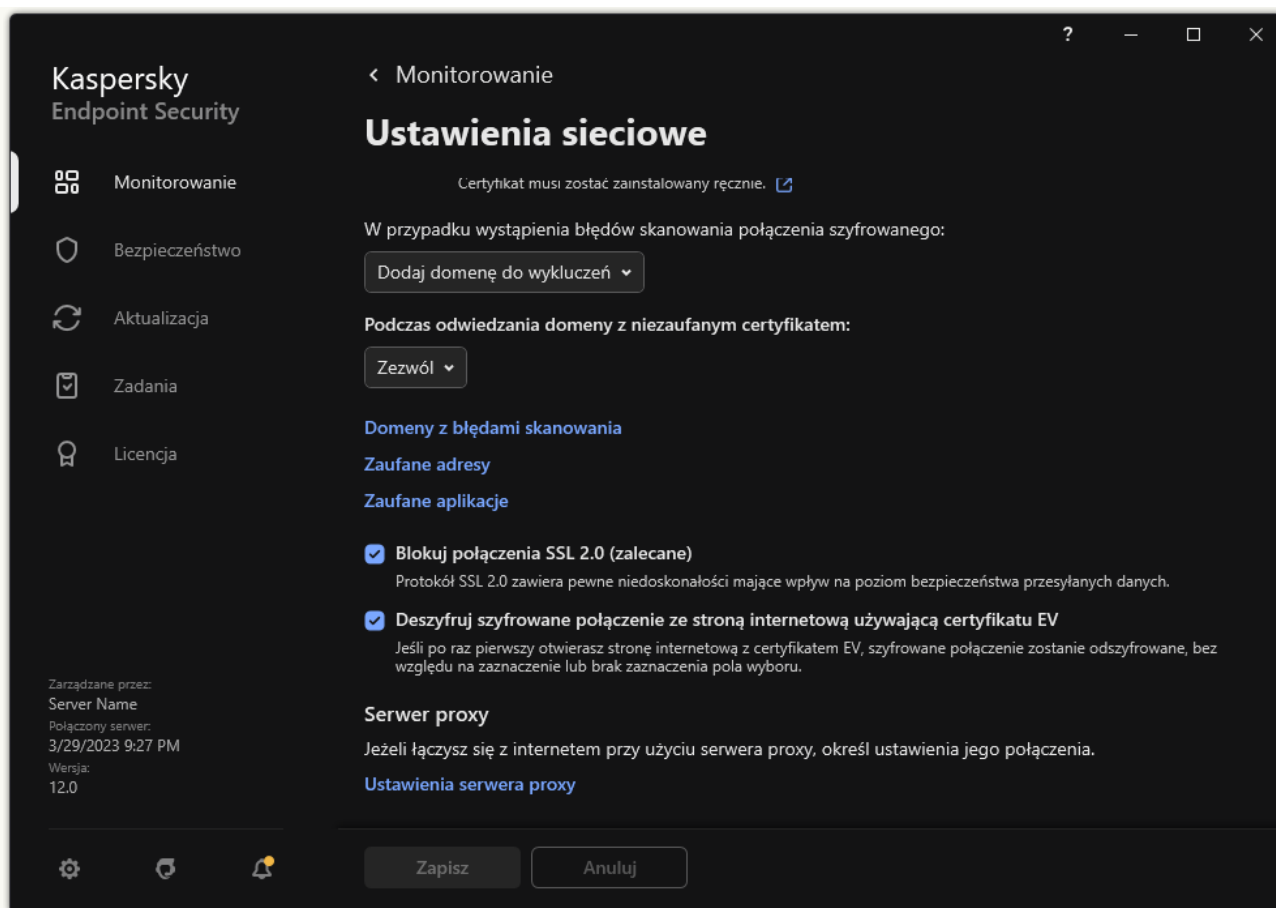 ?
Kaspersky
Endpoint Security
Monitorowanie
Bezpieczeństwo
Aktualizacja
Zadania
Licencja
Zarządzane przez:
Server Name
Połączony serwer:
3/29/2023 9:27 PM
Wersja:
12.0
Monitorowanie
Ustawienia sieciowe
Certyfikat musi zostać zainstalowany ręcznie.
W przypadku wystąpienia błędów skanowania połączenia szyfrowanego:
Dodaj domenę do wykluczeń
Podczas odwiedzania domeny z niezaufanym certyfikatem:
Zezwól
Domeny z błędami skanowania
Zaufane adresy
Zaufane aplikacje
Blokuj połączenia SSL 2.0 (zalecane)
Protokół SSL 2.0 zawiera pewne niedoskonałości mające wpływ na poziom bezpieczeństwa przesyłanych danych.
Deszyfruj szyfrowane połączenie ze stroną internetową używającą certyfikatu EV
Jeśli po raz pierwszy otwierasz stronę internetową z certyfikatem EV, szyfrowane połączenie zostanie odszyfrowane, bez
względu na zaznaczenie lub brak zaznaczenia pola wyboru.
Serwer proxy
Jeżeli łączysz się z internetem przy użyciu serwera proxy, określ ustawienia jego połączenia.
Ustawienia serwera proxy
Zapisz
Anuluj